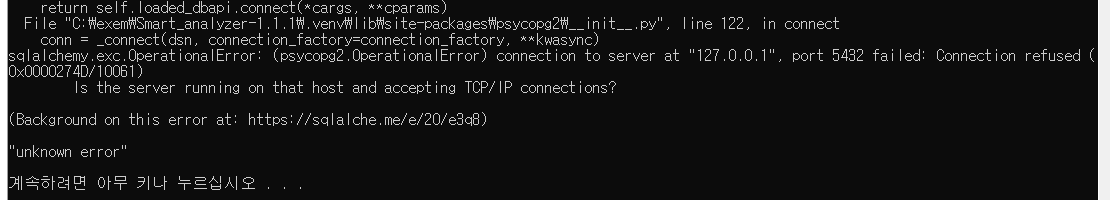 return self.loaded_dbapi.connect(*cargs, **cparams)
File "C:₩exem₩Smart_analyzer-1.1.1₩.venv₩lib₩site-packages₩psycopg2₩__init__.py", line 122, in connect
conn = _connect(dsn, connection_factory=connection_factory, **kwasync)
sqlalchemy.exc.OperationalError: (psycopg2.OperationalError) connection to server at "127.0.0.1", port 5432 failed: Connection refused (
0x0000274D/10061)
Is the server running on that host and accepting TCP/IP connections?
(Background on this error at: https://sqlalche.me/e/20/e3q8)
"unknown error"
계속하려면 아무 키나 누르십시오 . . .